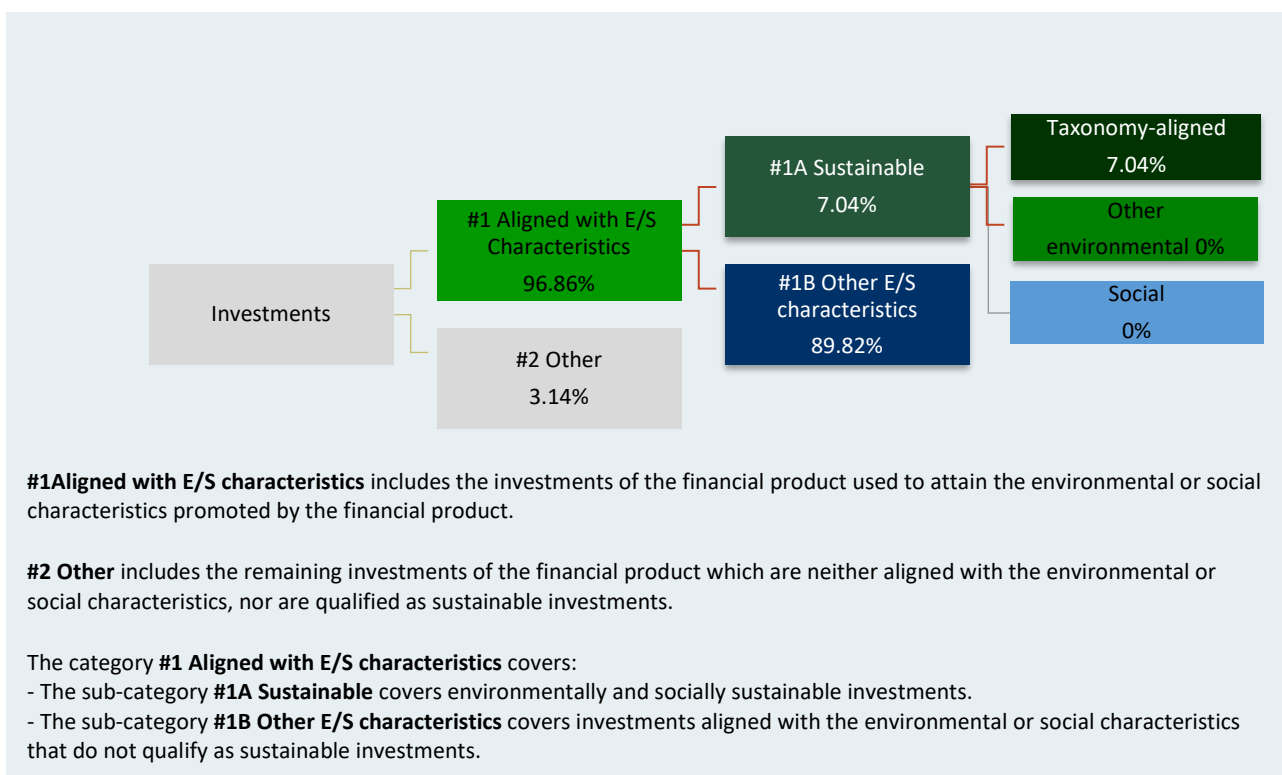 Investments
#1 Aligned with E/S
Characteristics
96.86%
#2 Other
3.14%
#1A Sustainable
7.04%
#1B Other E/S
characteristics
89.82%
Taxonomy-aligned
7.04%
Other
environmental 0%
Social
0%
#1Aligned with E/S characteristics includes the investments of the financial product used to attain the environmental or social
characteristics promoted by the financial product.
#2 Other includes the remaining investments of the financial product which are neither aligned with the environmental or
social characteristics, nor are qualified as sustainable investments.
The category #1 Aligned with E/S characteristics covers:
- The sub-category #1A Sustainable covers environmentally and socially sustainable investments.
- The sub-category #1B Other E/S characteristics covers investments aligned with the environmental or social characteristics
that do not qualify as sustainable investments.